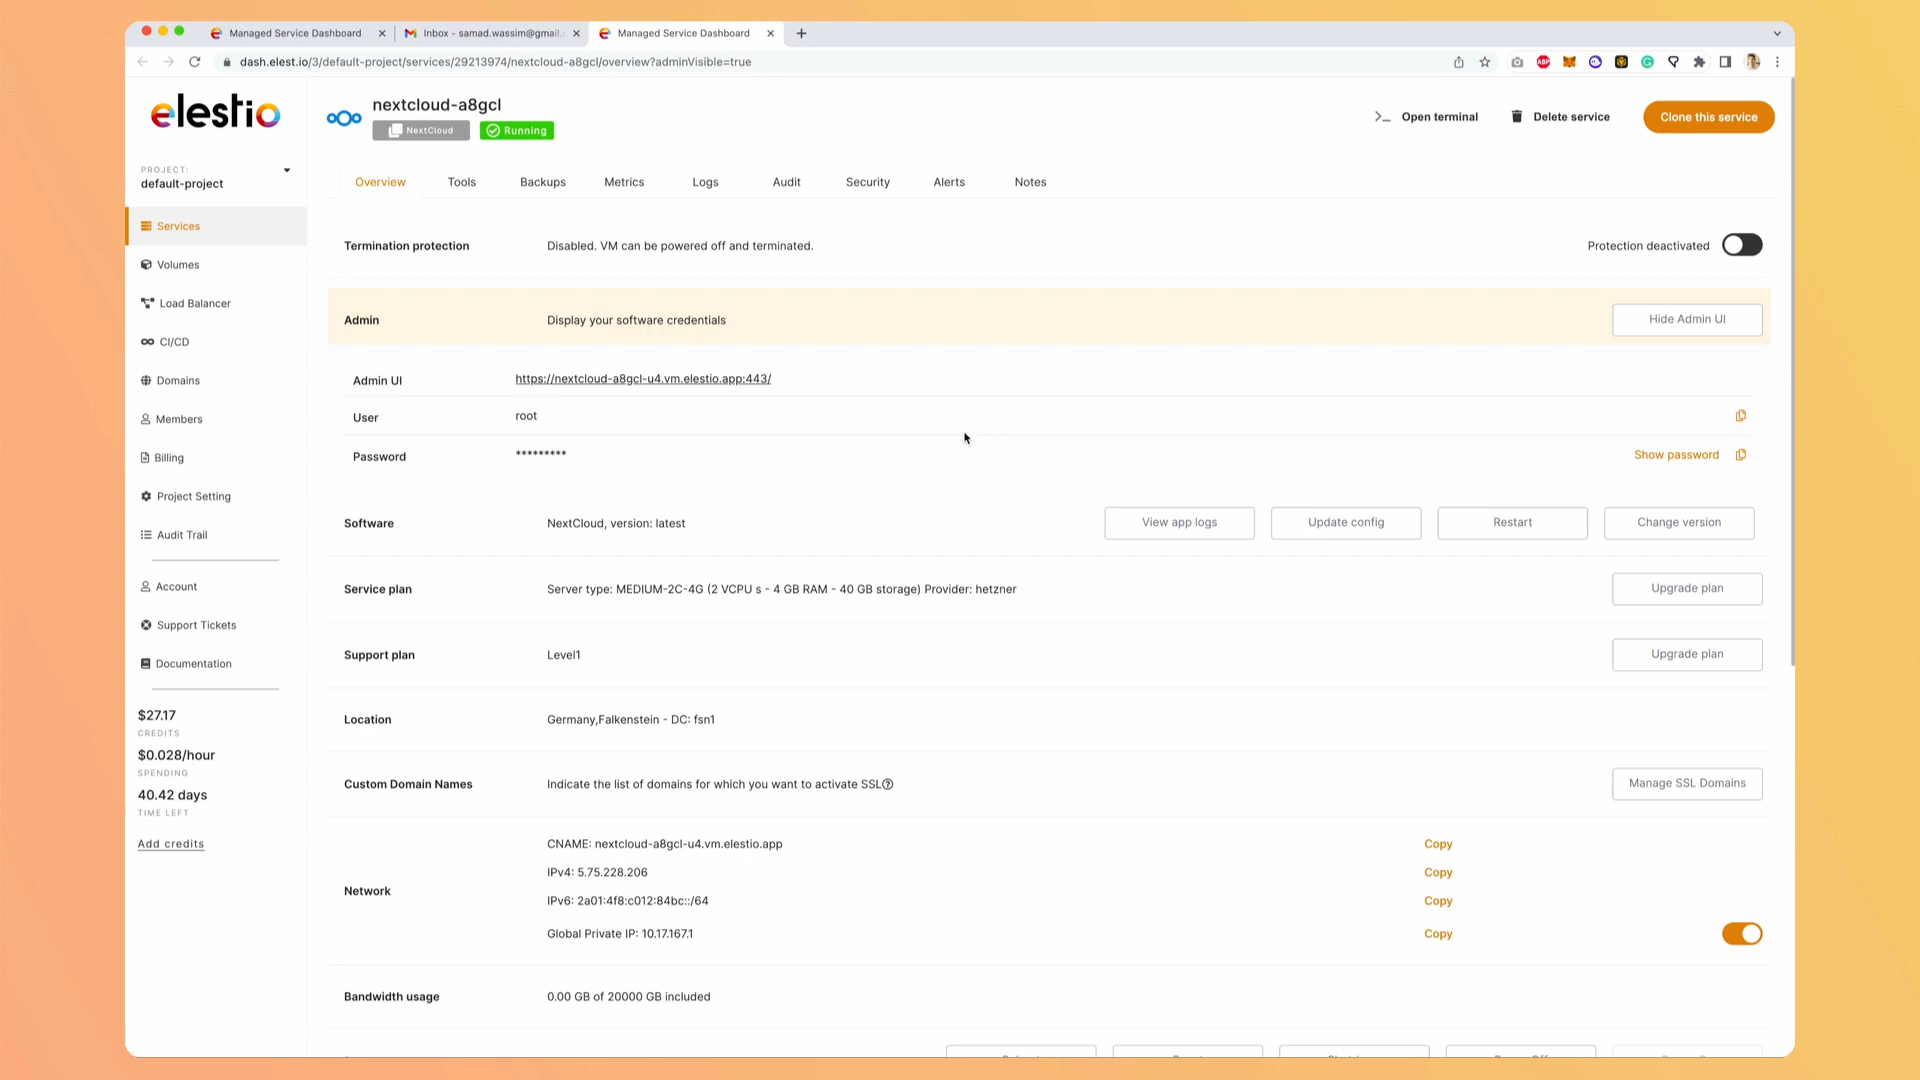 Managed Service Dashboard
Inbox - samad.wassim@gmail.
Managed Service Dashboard
dash.elest.io/3/default-project/services/29213974/nextcloud-a8gcl/overview?adminVisible=true
ABP
elestio
PROJECT:
default-project
Services
Volumes
Load Balancer
CI/CD
Domains
Members
Billing
Project Setting
Audit Trail
Account
Support Tickets
Documentation
$27.17
CREDITS
$0.028/hour
SPENDING
40.42 days
TIME LEFT
Add credits
nextcloud-a8gcl
NextCloud
Running
Open terminal
Delete service
Clone this service
Overview
Tools
Backups
Metrics
Logs
Audit
Security
Alerts
Notes
Termination protection
Disabled. VM can be powered off and terminated.
Protection deactivated
Admin
Display your software credentials
Hide Admin UI
Admin UI
https://nextcloud-a8gcl-u4.vm.elestio.app:443/
User
root
Password
*********
Show password
Software
NextCloud, version: latest
View app logs
Update config
Restart
Change version
Service plan
Server type: MEDIUM-2C-4G (2 VCPU s - 4 GB RAM - 40 GB storage) Provider: hetzner
Upgrade plan
Support plan
Level1
Upgrade plan
Location
Germany,Falkenstein - DC: fsn1
Custom Domain Names
Indicate the list of domains for which you want to activate SSL
Manage SSL Domains
Network
CNAME: nextcloud-a8gcl-u4.vm.elestio.app
Copy
IPv4: 5.75.228.206
Copy
IPv6: 2a01:4f8:c012:84bc::/64
Copy
Global Private IP: 10.17.167.1
Copy
Bandwidth usage
0.00 GB of 20000 GB included